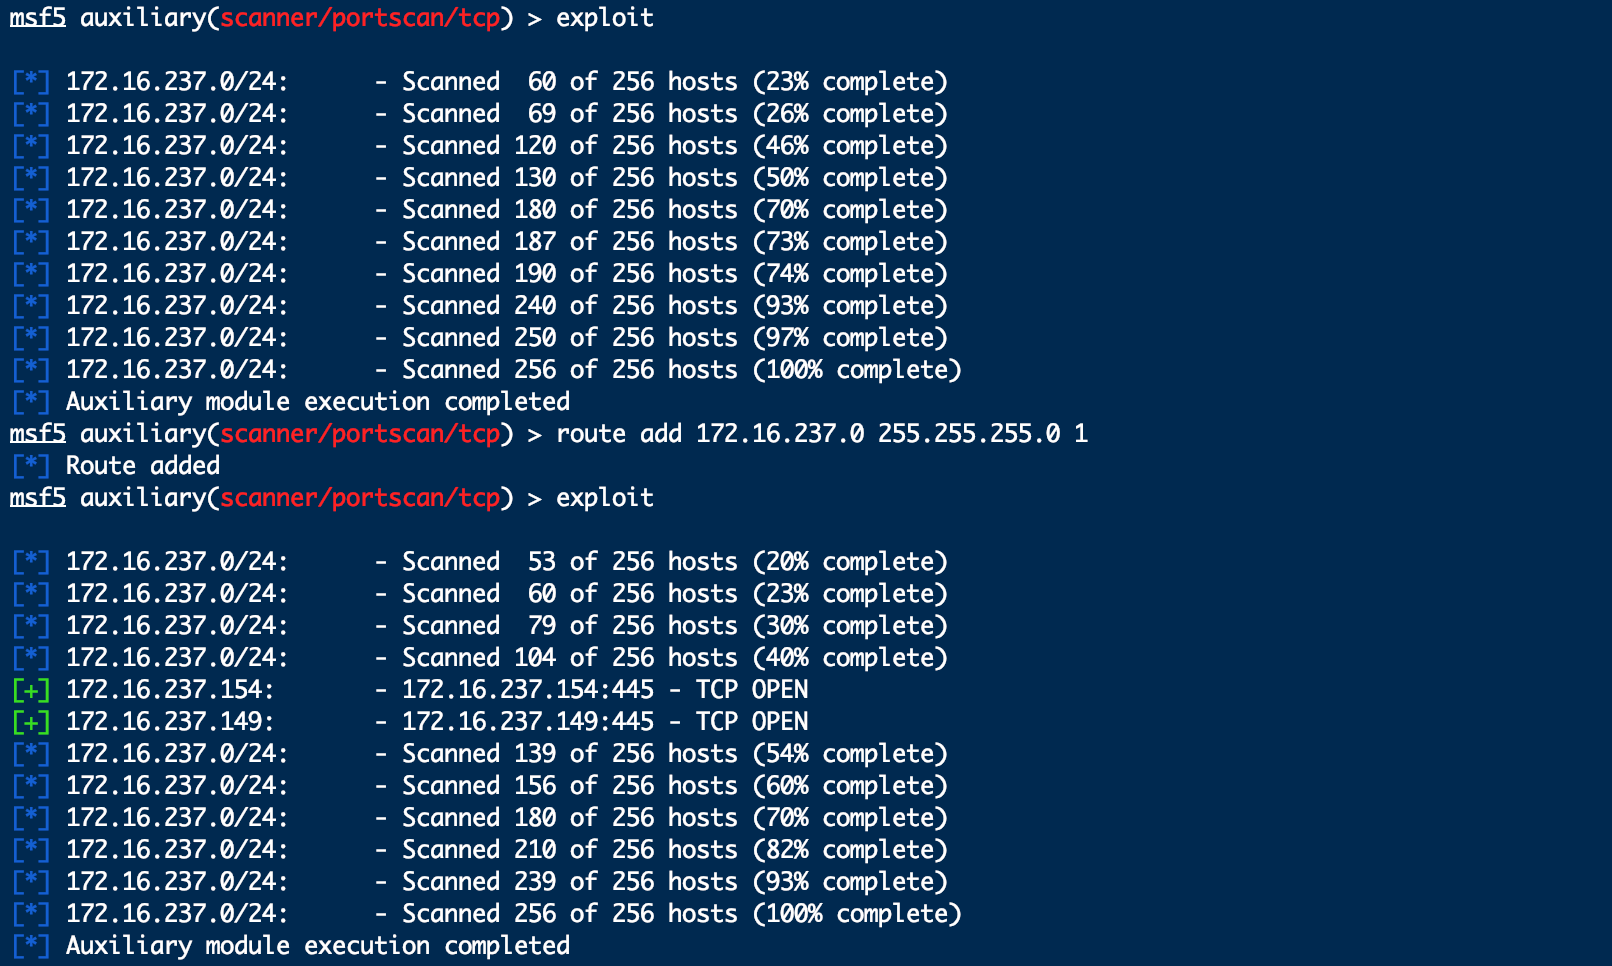 msf5 auxiliary(scanner/portscan/tcp) > exploit
[*] 172.16.237.0/24:      - Scanned  60 of 256 hosts (23% complete)
[*] 172.16.237.0/24:      - Scanned  69 of 256 hosts (26% complete)
[*] 172.16.237.0/24:      - Scanned 120 of 256 hosts (46% complete)
[*] 172.16.237.0/24:      - Scanned 130 of 256 hosts (50% complete)
[*] 172.16.237.0/24:      - Scanned 180 of 256 hosts (70% complete)
[*] 172.16.237.0/24:      - Scanned 187 of 256 hosts (73% complete)
[*] 172.16.237.0/24:      - Scanned 190 of 256 hosts (74% complete)
[*] 172.16.237.0/24:      - Scanned 240 of 256 hosts (93% complete)
[*] 172.16.237.0/24:      - Scanned 250 of 256 hosts (97% complete)
[*] 172.16.237.0/24:      - Scanned 256 of 256 hosts (100% complete)
[*] Auxiliary module execution completed
msf5 auxiliary(scanner/portscan/tcp) > route add 172.16.237.0 255.255.255.0 1
[*] Route added
msf5 auxiliary(scanner/portscan/tcp) > exploit
[*] 172.16.237.0/24:      - Scanned  53 of 256 hosts (20% complete)
[*] 172.16.237.0/24:      - Scanned  60 of 256 hosts (23% complete)
[*] 172.16.237.0/24:      - Scanned  79 of 256 hosts (30% complete)
[*] 172.16.237.0/24:      - Scanned 104 of 256 hosts (40% complete)
[+] 172.16.237.154:       - 172.16.237.154:445 - TCP OPEN
[+] 172.16.237.149:       - 172.16.237.149:445 - TCP OPEN
[*] 172.16.237.0/24:      - Scanned 139 of 256 hosts (54% complete)
[*] 172.16.237.0/24:      - Scanned 156 of 256 hosts (60% complete)
[*] 172.16.237.0/24:      - Scanned 180 of 256 hosts (70% complete)
[*] 172.16.237.0/24:      - Scanned 210 of 256 hosts (82% complete)
[*] 172.16.237.0/24:      - Scanned 239 of 256 hosts (93% complete)
[*] 172.16.237.0/24:      - Scanned 256 of 256 hosts (100% complete)
[*] Auxiliary module execution completed